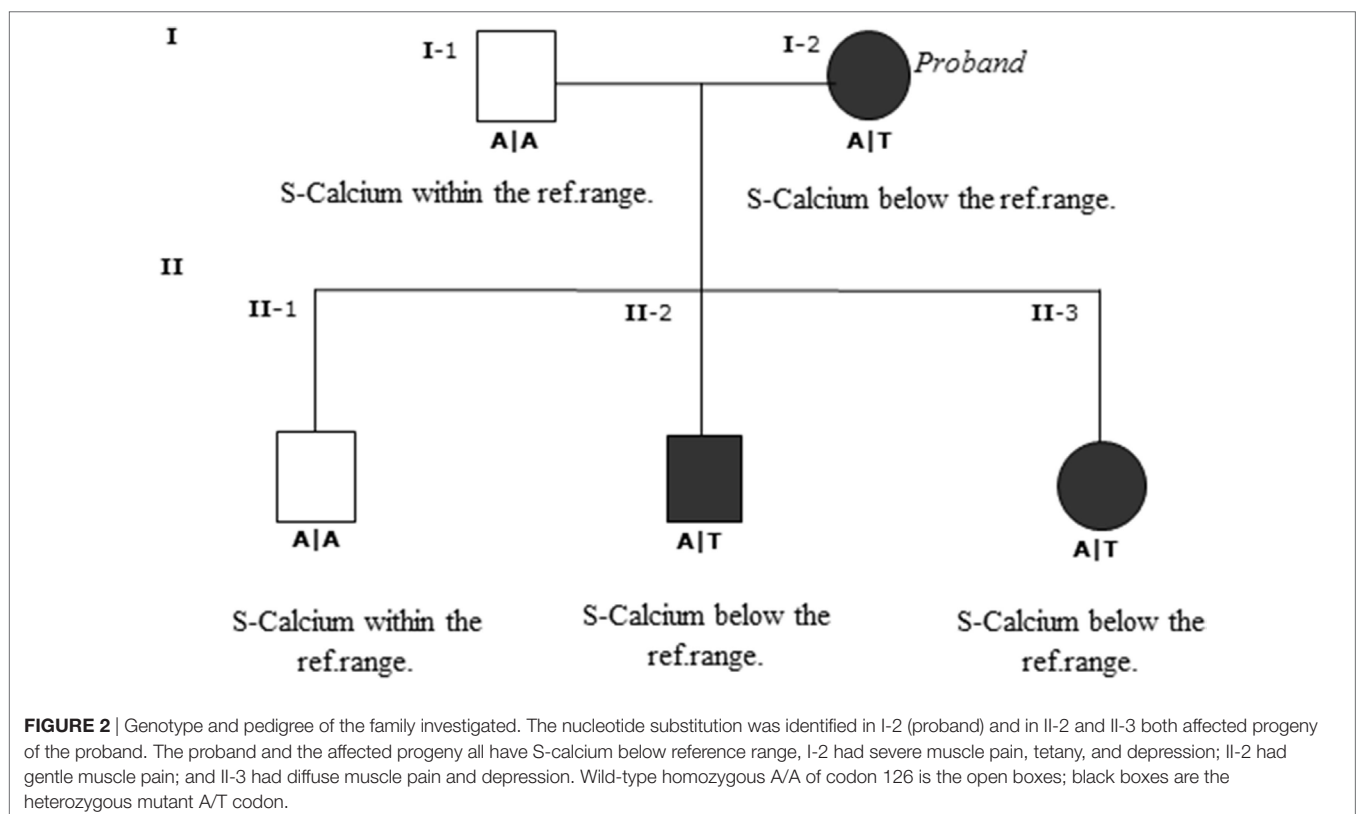 I
I-1
I-2
Proband
A|A
A|T
S-Calcium within the ref.range.
S-Calcium below the ref.range.
II
II-1
II-2
II-3
A|A
A|T
A|T
S-Calcium within the
ref.range.
S-Calcium below the
ref.range.
S-Calcium below the
ref.range.
FIGURE 2 | Genotype and pedigree of the family investigated. The nucleotide substitution was identified in I-2 (proband) and in II-2 and II-3 both affected progeny
of the proband. The proband and the affected progeny all have S-calcium below reference range, I-2 had severe muscle pain, tetany, and depression; II-2 had
gentle muscle pain; and II-3 had diffuse muscle pain and depression. Wild-type homozygous A/A of codon 126 is the open boxes; black boxes are the
heterozygous mutant A/T codon.